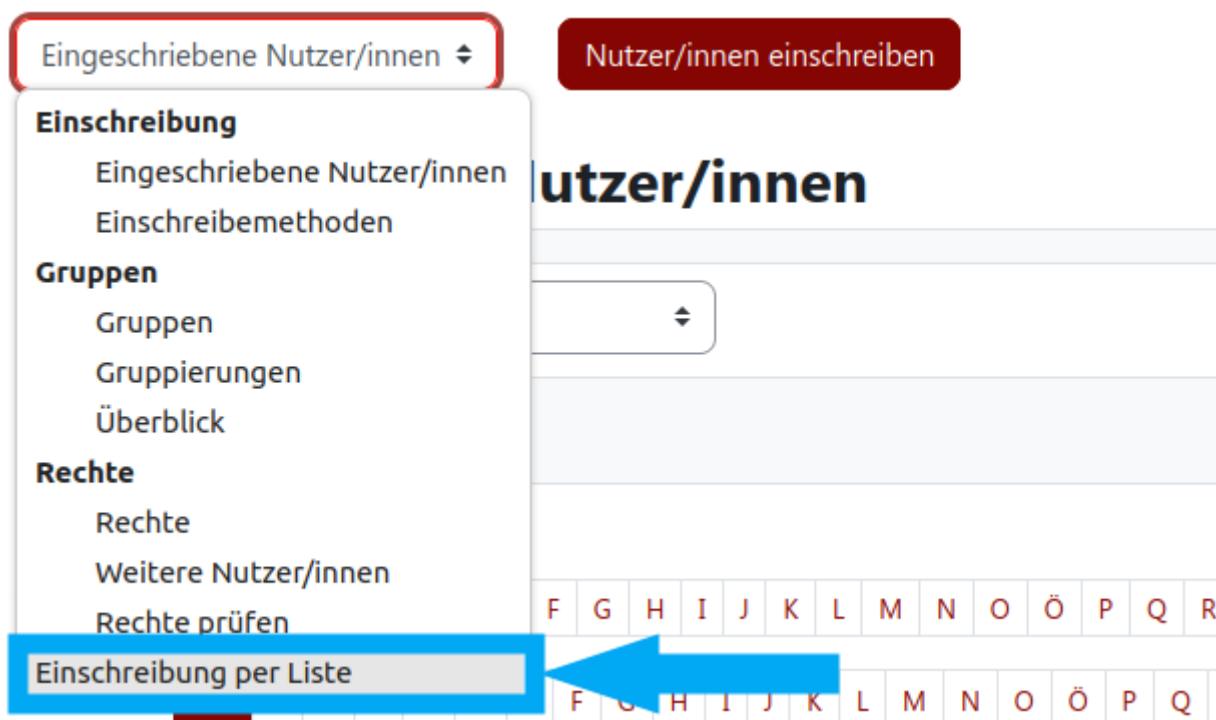 Eingeschriebene Nutzer/innen Nutzer/innen einschreiben
Einschreibung
Eingeschriebene Nutzer/innen
utzer/innen
Einschreibemethoden
Gruppen
Gruppen
Gruppierungen
Überblick
Rechte
Rechte
Weitere Nutzer/innen
F G H I J K L M N O Ö P Q R
Rechte prüfen
Einschreibung per Liste
F G H I J K L M N O Ö P Q